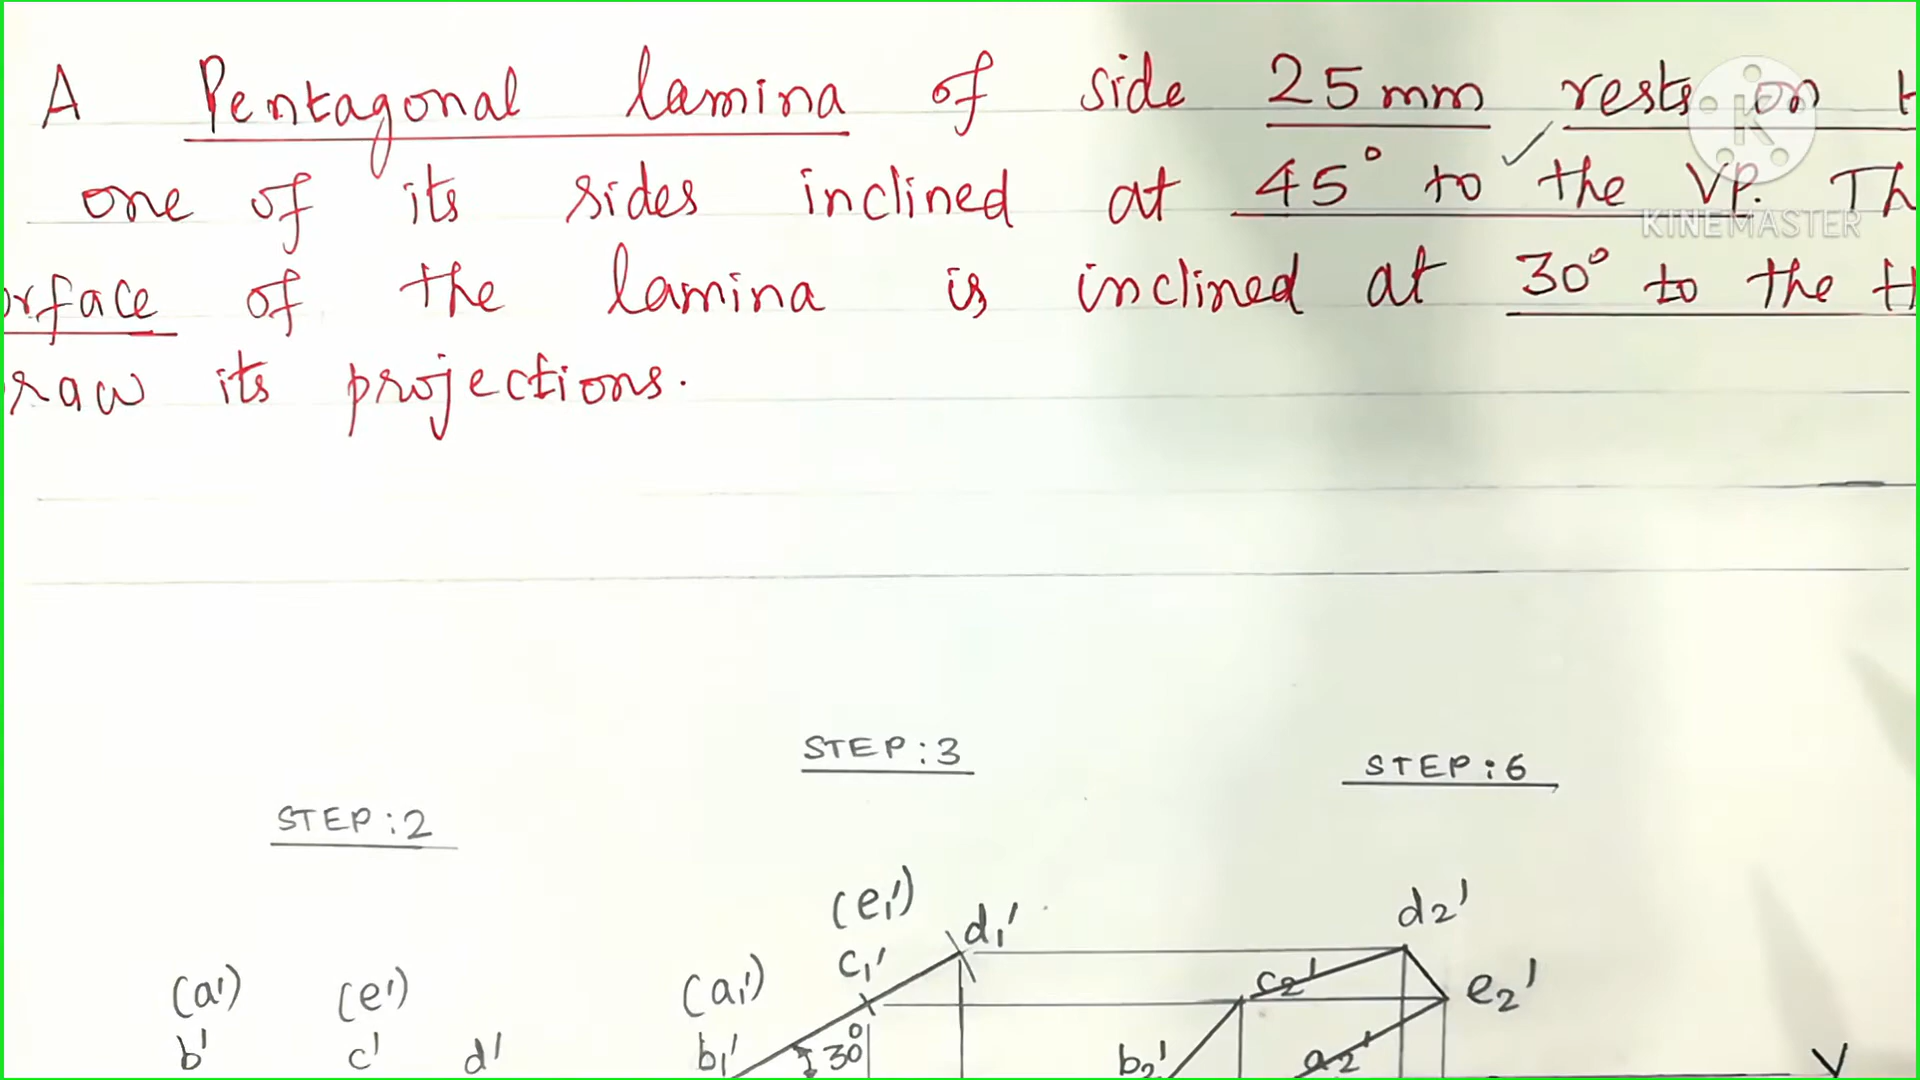 A Pentagonal lamina of side 25mm rests on
one of its sides inclined at 45° to the VP. Th
rface of the lamina is inclined at 30° to the
raw its projections.
KINEMASTER
STEP:3
STEP:6
STEP:2
(e1') d1' d2'
(a') (e') (a1') c1' c2' e2'
b' c' d' b1' 30° b2' a2' V